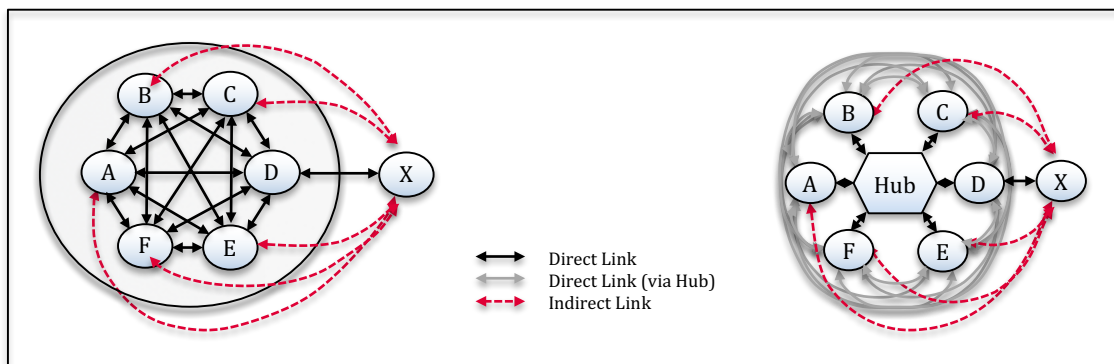 B
C
A
D
X
F
E
Direct Link
Direct Link (via Hub)
Indirect Link
B
C
A
Hub
D
X
F
E